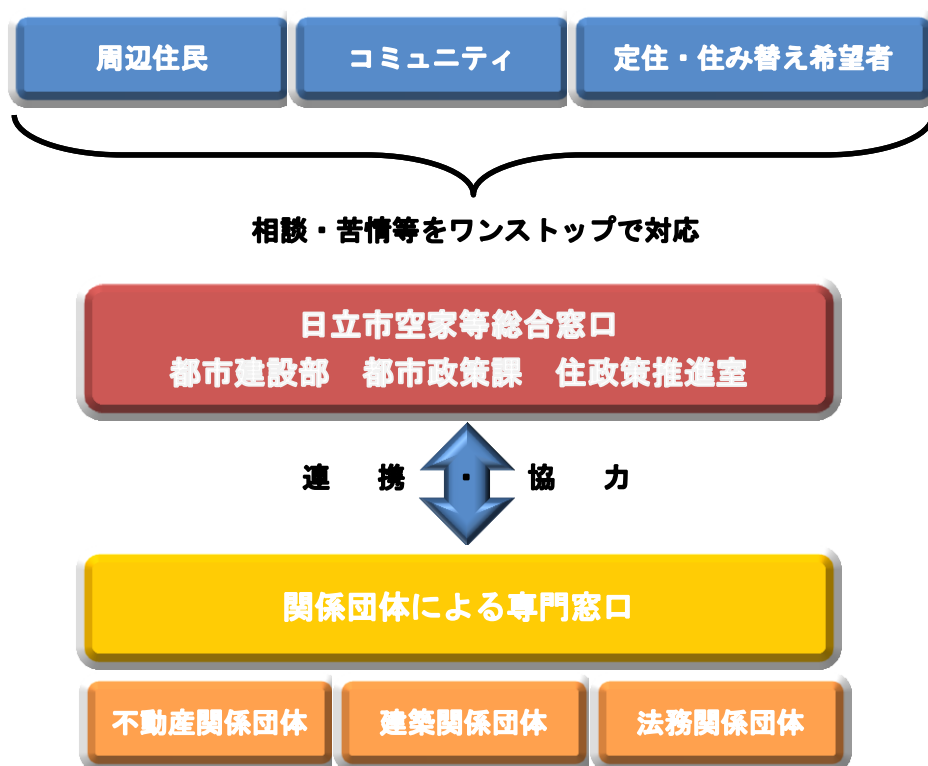 周辺住民
コミュニティ
定住・住み替え希望者
相談・苦情等をワンストップで対応
日立市空家等総合窓口
都市建設部　都市政策課　住政策推進室
連　携　・　協　力
関係団体による専門窓口
不動産関係団体
建築関係団体
法務関係団体